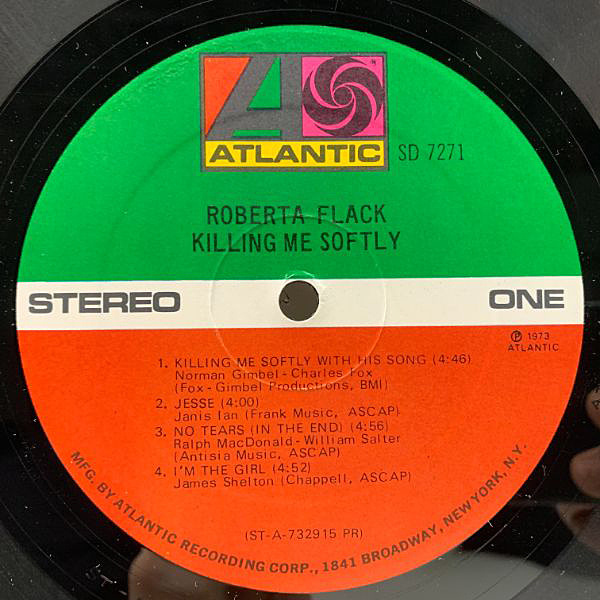 ATLANTIC SD 7271
ROBERTA FLACK
KILLING ME SOFTLY
STEREO ONE
Ⓟ 1973
ATLANTIC
1. KILLING ME SOFTLY WITH HIS SONG (4:46)
Norman Gimbel - Charles Fox
(Fox - Gimbel Productions, BMI)
2. JESSE (4:00)
Janis Ian (Frank Music, ASCAP)
3. NO TEARS (IN THE END) (4:56)
Ralph MacDonald - William Salter
(Antisia Music, ASCAP)
4. I'M THE GIRL (4:52)
James Shelton (Chappell, ASCAP)
(ST-A-732915 PR)
MFG. BY ATLANTIC RECORDING CORP., 1841 BROADWAY, NEW YORK, N.Y.